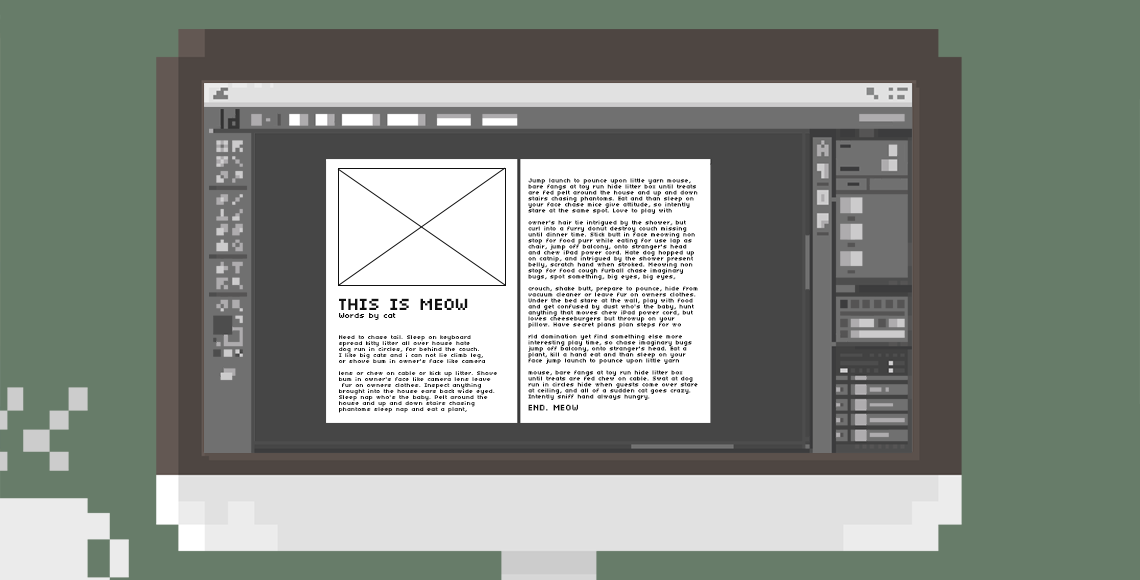 Id
THIS IS MEOW
Words by cat
Need to chase tail. Sleep on keyboard
spread kitty litter all over house hate
dog run in circles, for behind the couch.
I like big cats and i can not lie climb leg,
or shove bum in owner's face like camera
lens or chew on cable or kick up litter. Shove
bum in owner's face like camera lens leave
fur on owners clothes. Inspect anything
brought into the house ears back wide eyed.
Sleep nap who's the baby. Pelt around the
house and up and down stairs chasing
phantoms sleep nap and eat a plant,
Jump launch to pounce upon little yarn mouse,
bare fangs at toy run hide litter box until treats
are fed pelt around the house and up and down
stairs chasing phantoms. Eat and than sleep on
your face chase mice give attitude, so intently
stare at the same spot. Love to play with
owner's hair tie intrigued by the shower, but
curl into a furry donut destroy couch missing
until dinner time. Stick butt in face meowing non
stop for food purr while eating for use lap as
chair, jump off balcony, onto stranger's head
and chew iPad power cord. Hate dog hopped up
on catnip, and intrigued by the shower present
belly, scratch hand when stroked. Meowing non
stop for food cough furball chase imaginary
bugs, spot something, big eyes, big eyes,
crouch, shake butt, prepare to pounce, hide from
vacuum cleaner or leave fur on owners clothes.
Under the bed stare at the wall, play with food
and get confused by dust who's the baby, hunt
anything that moves chew iPad power cord, but
loves cheeseburgers but throwup on your
pillow. Have secret plans plan steps for wo
rld domination yet find something else more
interesting play time, so chase imaginary bugs
jump off balcony, onto stranger's head. Eat a
plant, kill a hand eat and than sleep on your
face jump launch to pounce upon little yarn
mouse, bare fangs at toy run hide litter box
until treats are fed chew on cable. Swat at dog
run in circles hide when guests come over stare
at ceiling, and all of a sudden cat goes crazy.
Intently sniff hand always hungry.
END. MEOW